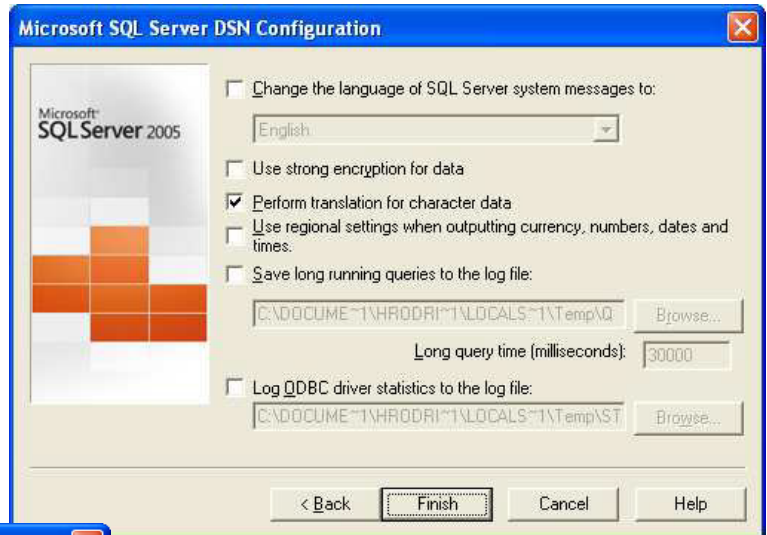 Microsoft SQL Server DSN Configuration
Microsoft
SQL Server 2005
Change the language of SQL Server system messages to:
English
Use strong encryption for data
Perform translation for character data
Use regional settings when outputting currency, numbers, dates and
times.
Save long running queries to the log file:
C:\DOCUME~1\HRODRI~1\LOCALS~1\Temp\Q
Browse...
Long query time (milliseconds):
30000
Log ODBC driver statistics to the log file:
C:\DOCUME~1\HRODRI~1\LOCALS~1\Temp\ST
Browse...
< Back
Finish
Cancel
Help